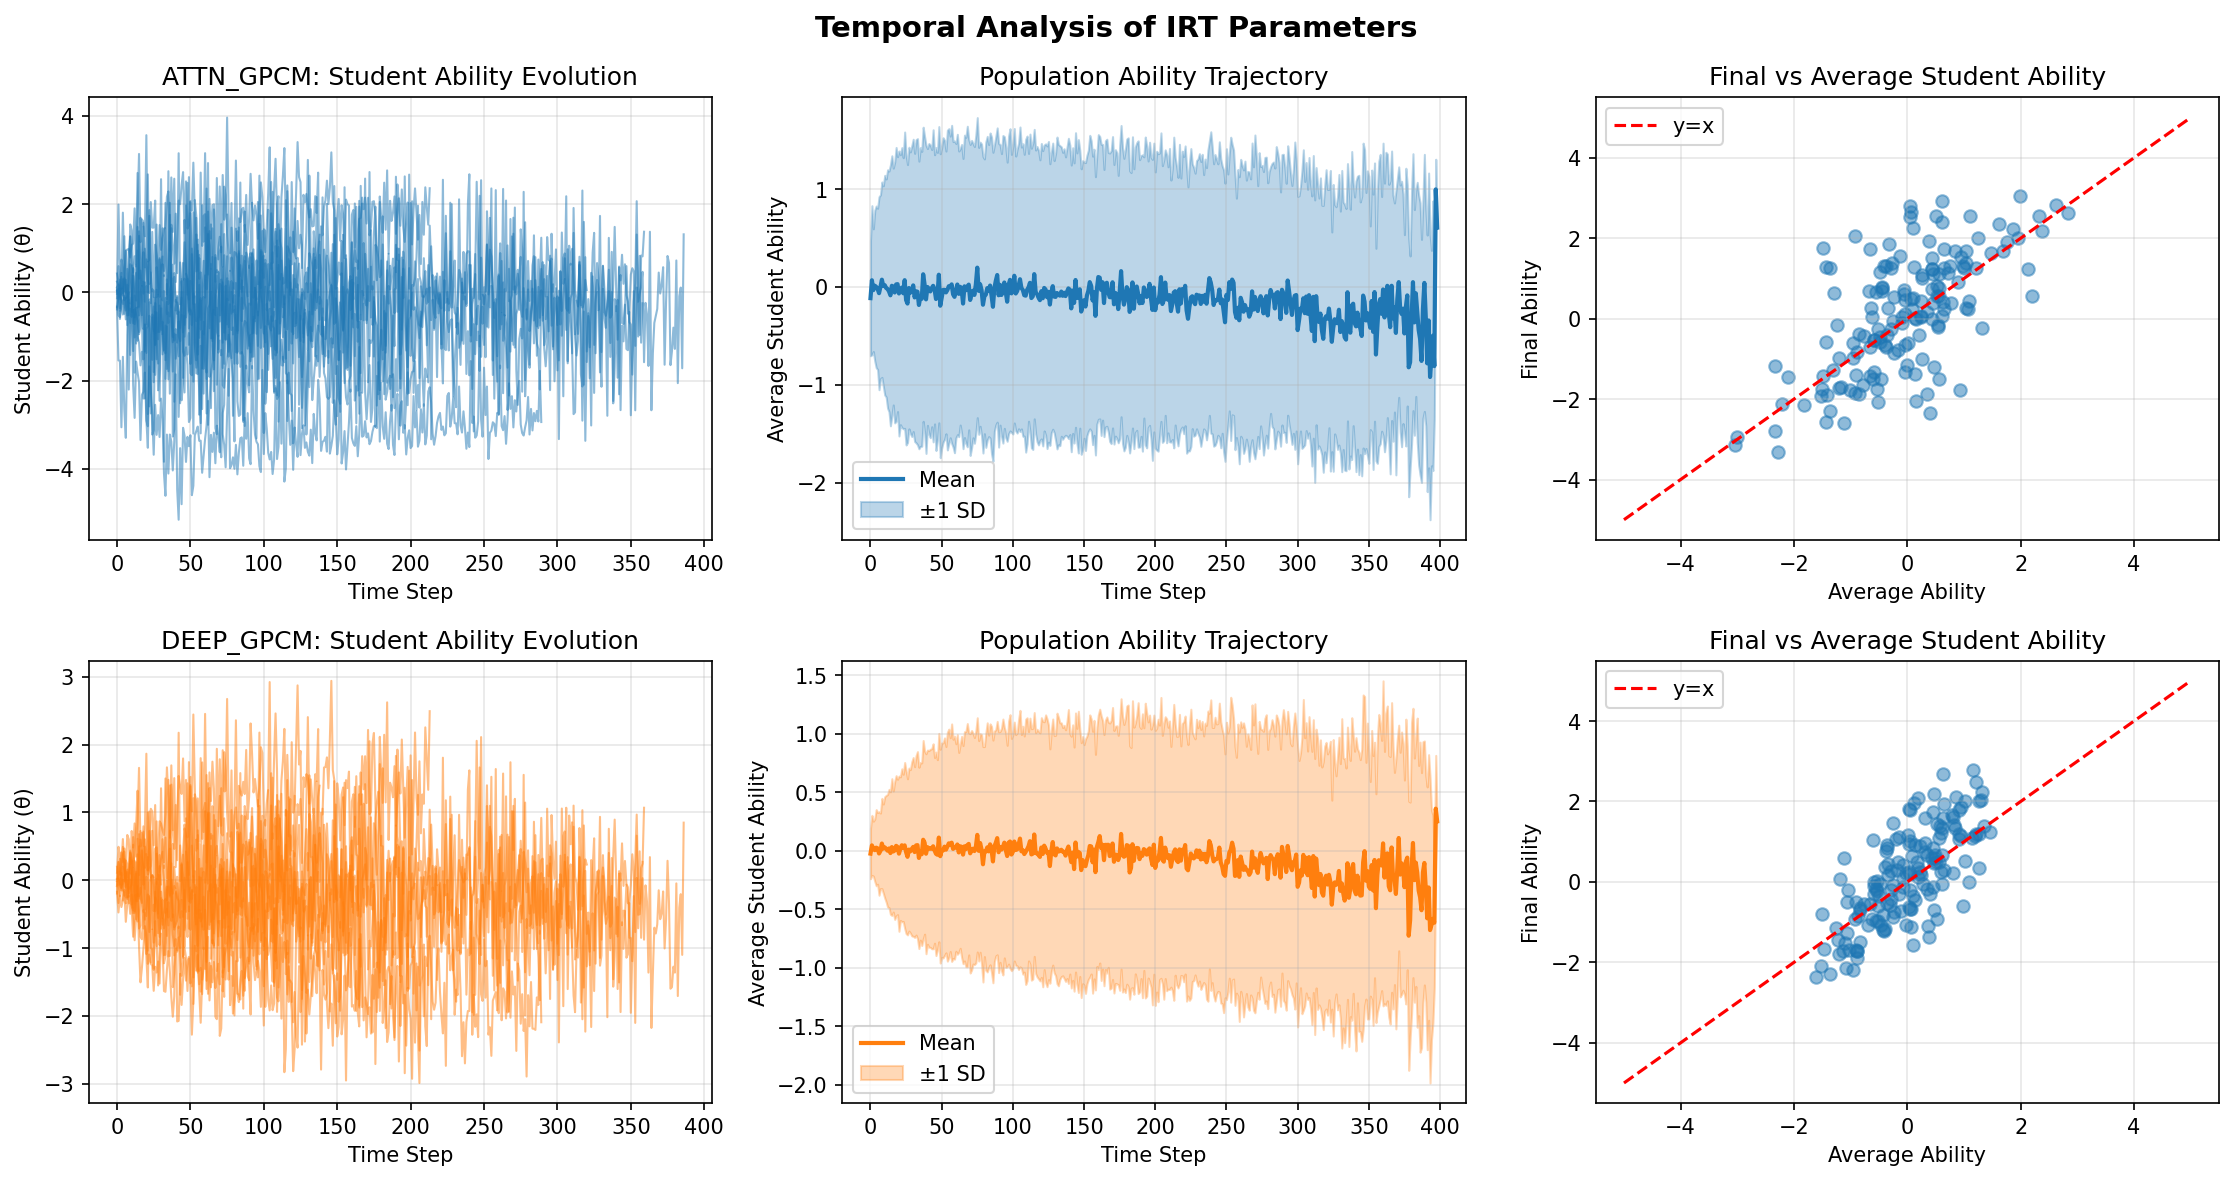 Temporal Analysis of IRT Parameters
ATTN_GPCM: Student Ability Evolution
Student Ability (θ)
4
2
0
−2
−4
0 50 100 150 200 250 300 350 400
Time Step
Population Ability Trajectory
Average Student Ability
1
0
−1
−2
Mean
±1 SD
0 50 100 150 200 250 300 350 400
Time Step
Final vs Average Student Ability
y=x
Final Ability
4
2
0
−2
−4
−4 −2 0 2 4
Average Ability
DEEP_GPCM: Student Ability Evolution
Student Ability (θ)
3
2
1
0
−1
−2
−3
0 50 100 150 200 250 300 350 400
Time Step
Population Ability Trajectory
Average Student Ability
1.5
1.0
0.5
0.0
−0.5
−1.0
−1.5
−2.0
Mean
±1 SD
0 50 100 150 200 250 300 350 400
Time Step
Final vs Average Student Ability
y=x
Final Ability
4
2
0
−2
−4
−4 −2 0 2 4
Average Ability